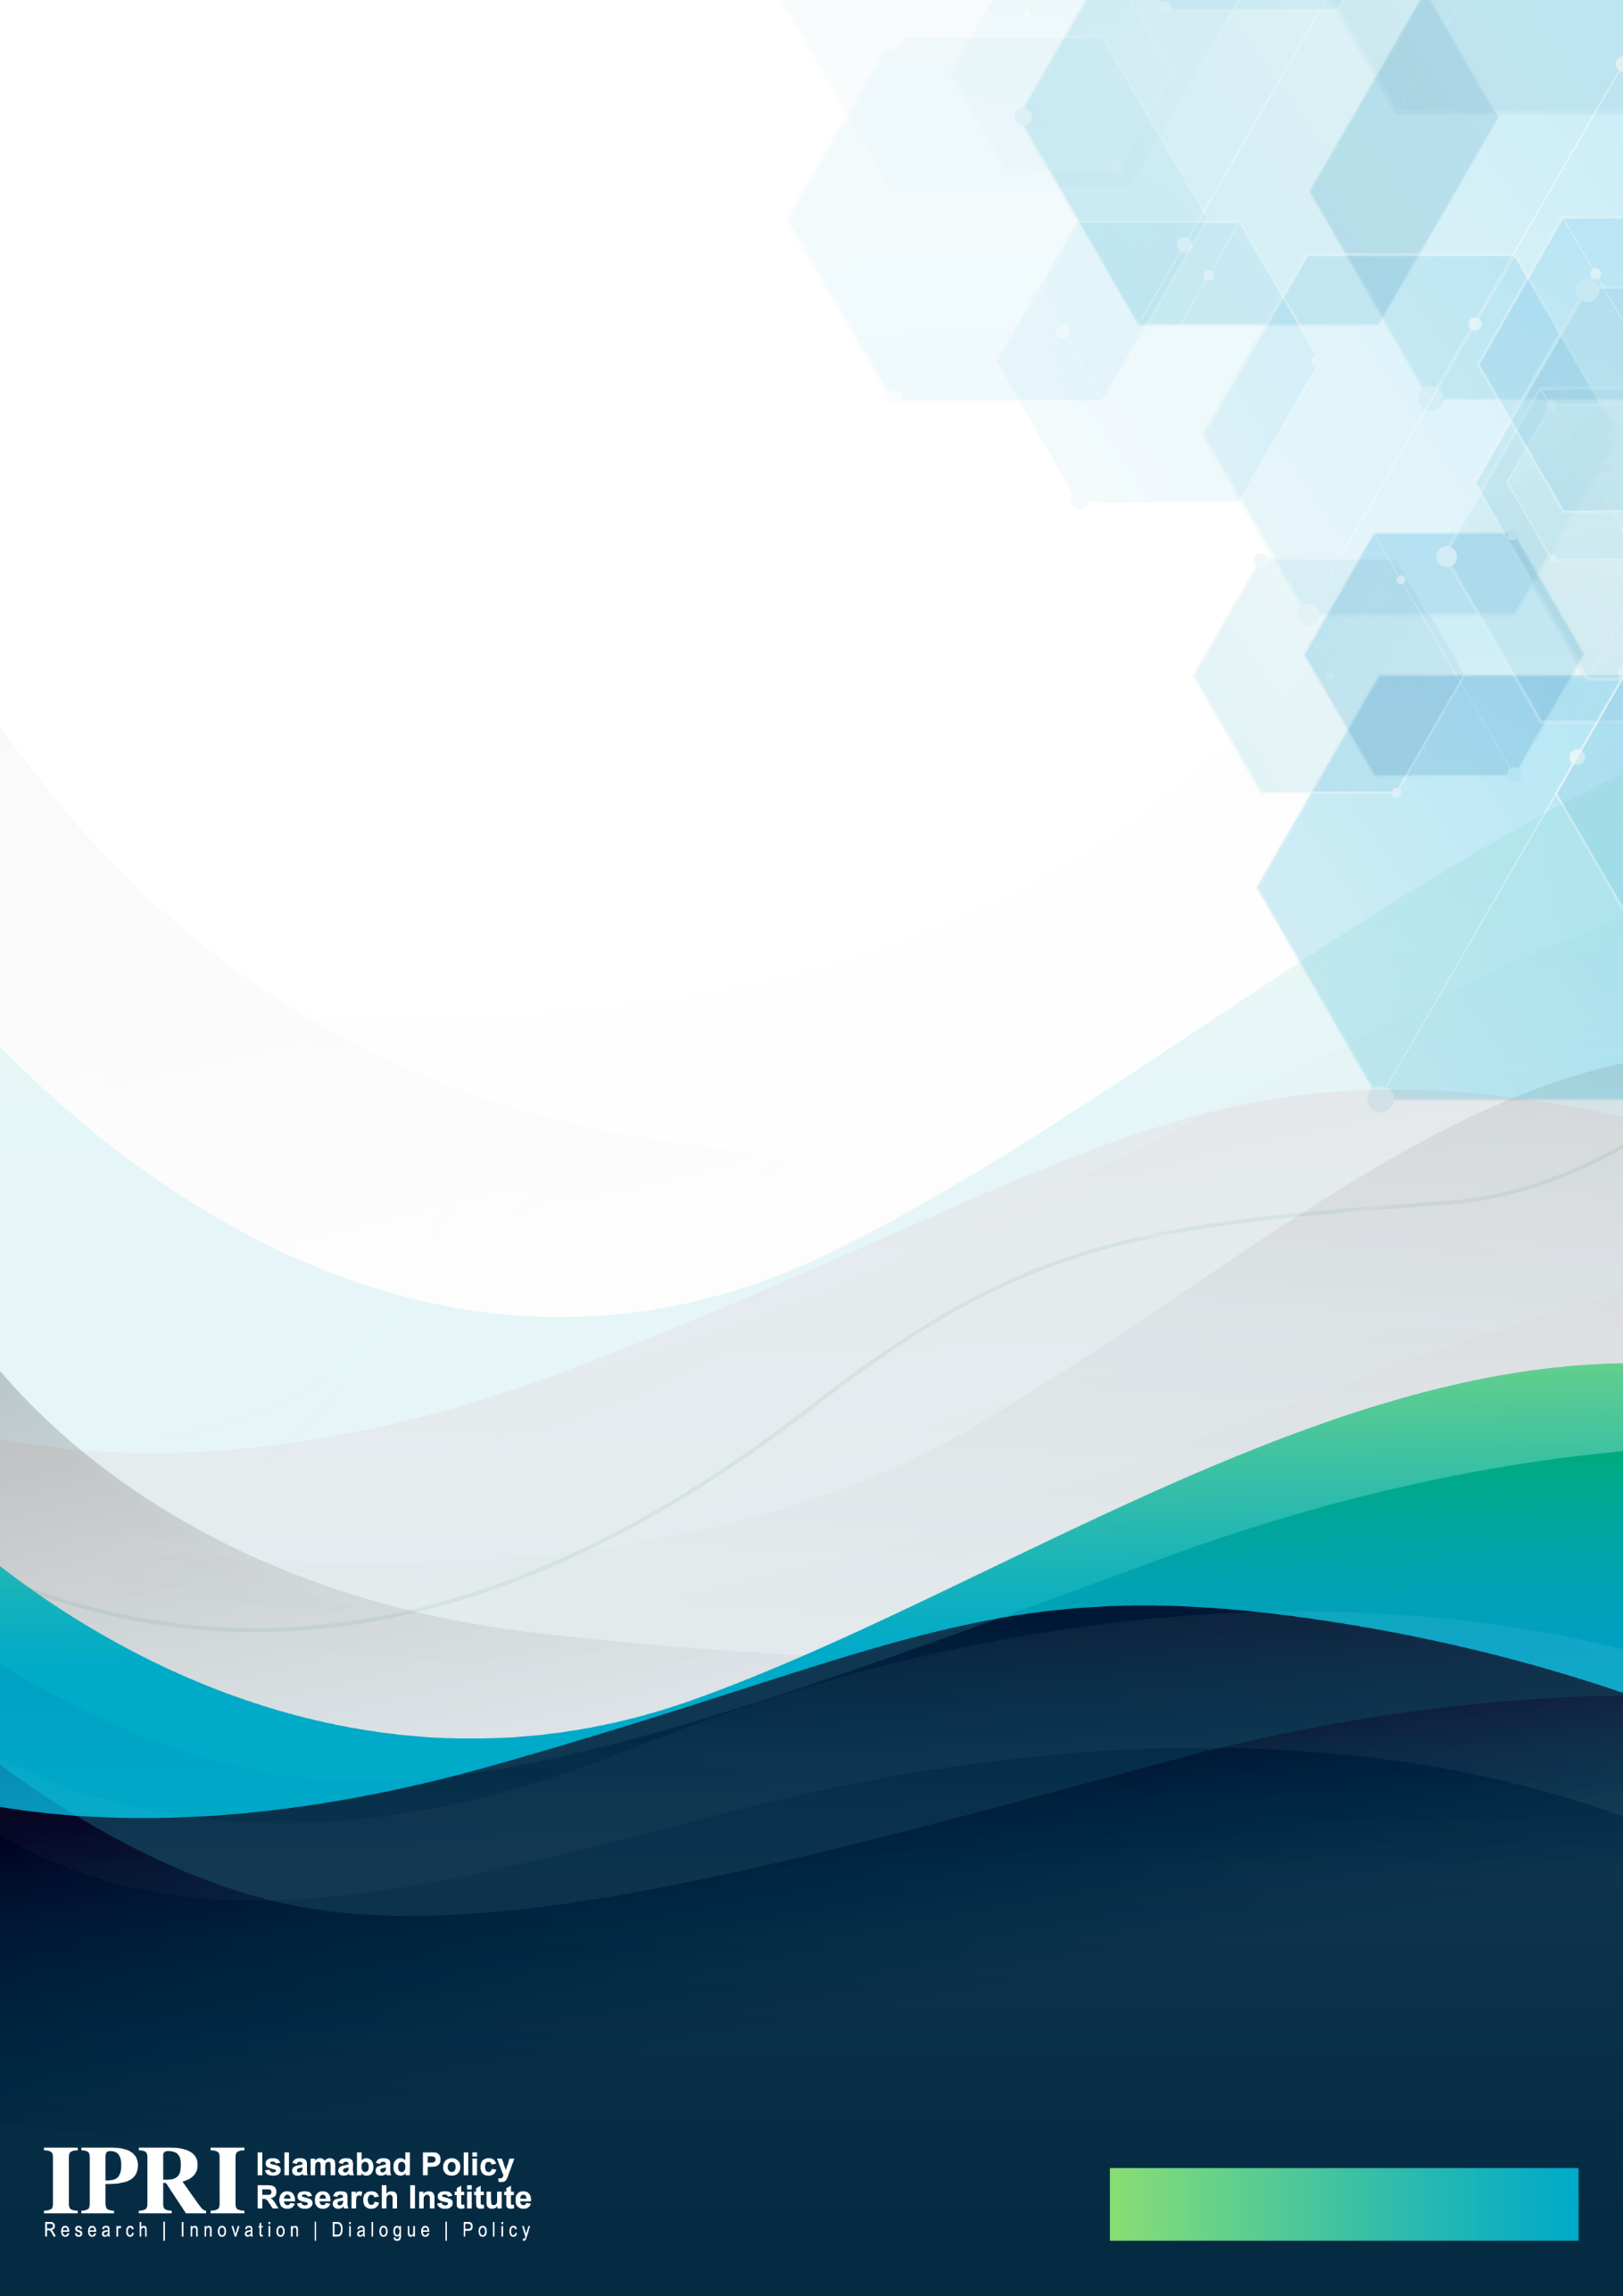 IPRI Islamabad Policy
Research Institute
Research | Innovation | Dialogue | Policy